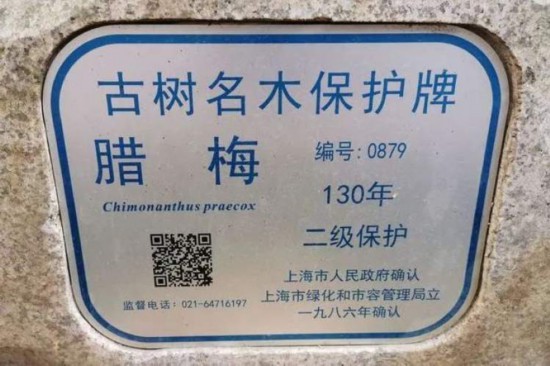 古树名木保护牌
腊 梅
编号:0879
Chimonanthus praecox
130年
二级保护
上海市人民政府确认
监督电话:021-64716197
上海市绿化和市容管理局立
一九八六年确认